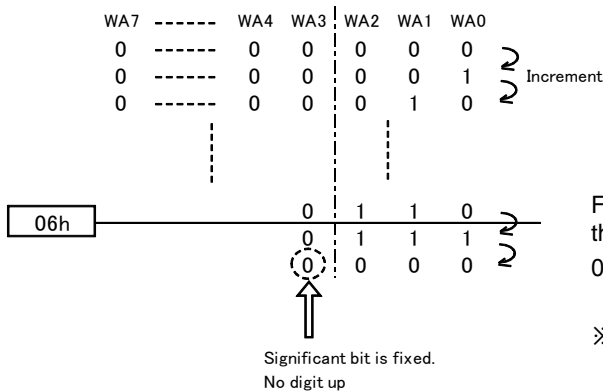 WA7 ------ WA4 WA3 WA2 WA1 WA0
0 ------ 0 0 0 0 0
0 ------ 0 0 0 0 1
0 ------ 0 0 0 1 0
Increment
0 1 1 0
06h
0 1 1 1
0 0 0 0
Significant bit is fixed.
No digit up
F
th
0
※